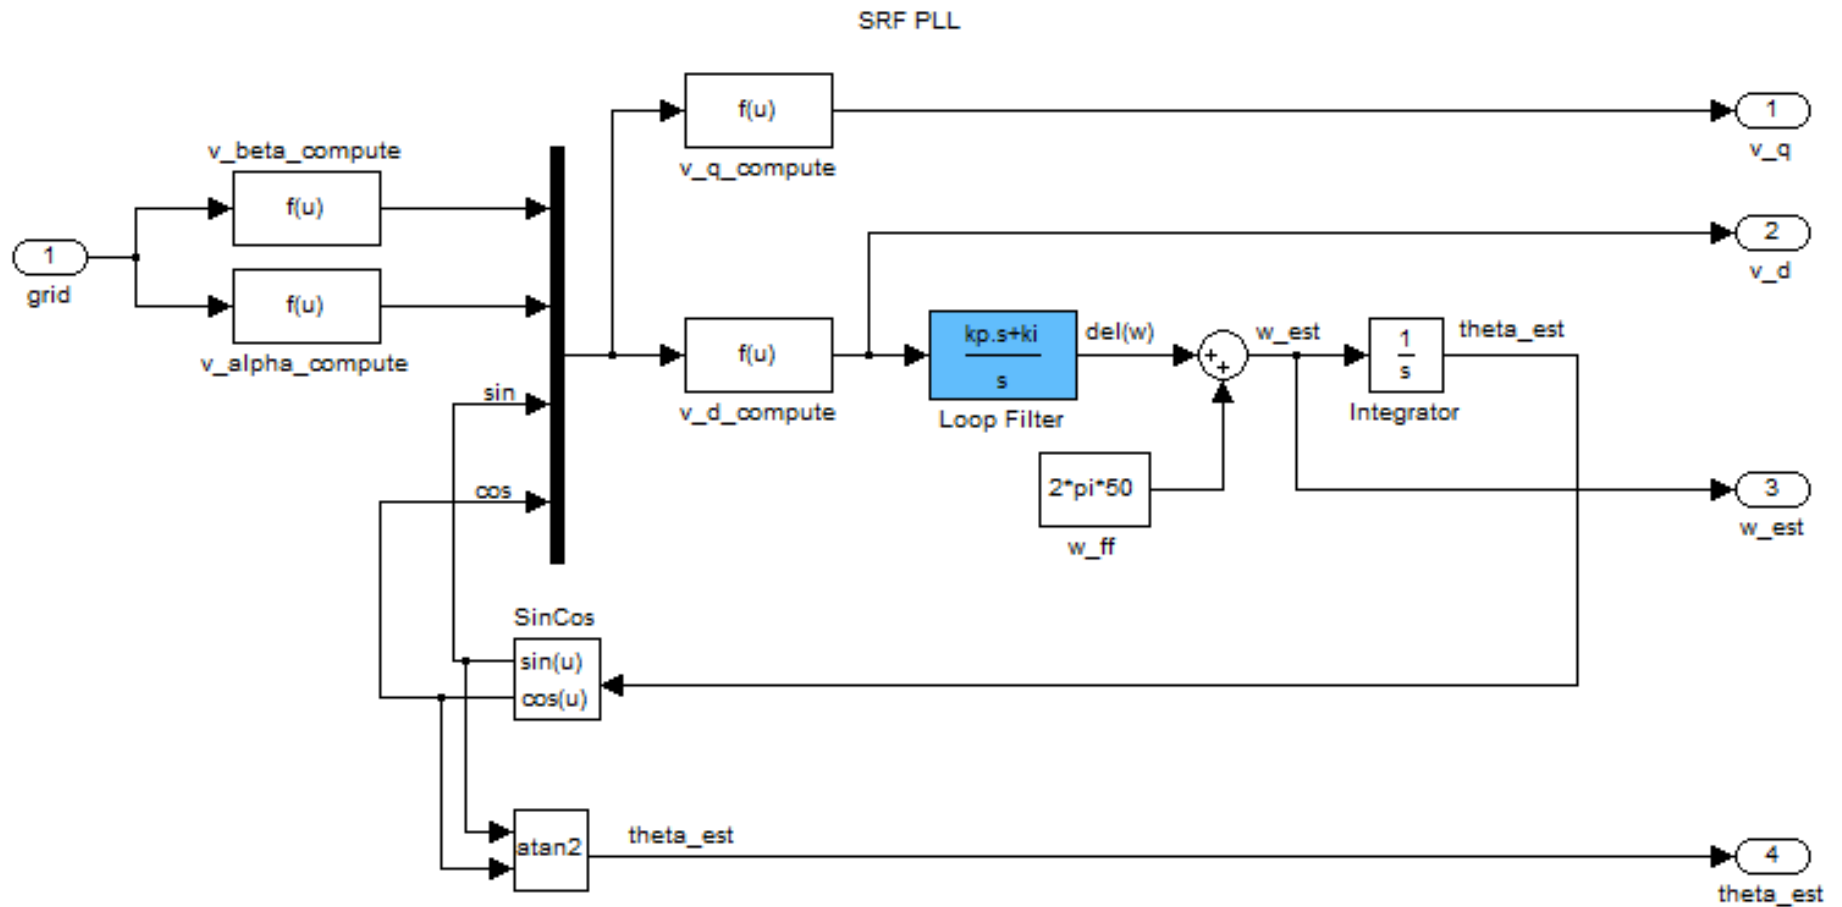 SRF PLL
f(u)
v_q_compute
1
v_q
v_beta_compute
f(u)
1
grid
f(u)
v_alpha_compute
2
v_d
f(u)
v_d_compute
kp.s+ki
s
Loop Filter
del(w)
+
+
w_est
1
s
Integrator
theta_est
sin
cos
2*pi*50
w_ff
3
w_est
SinCos
sin(u)
cos(u)
atan2
theta_est
4
theta_est